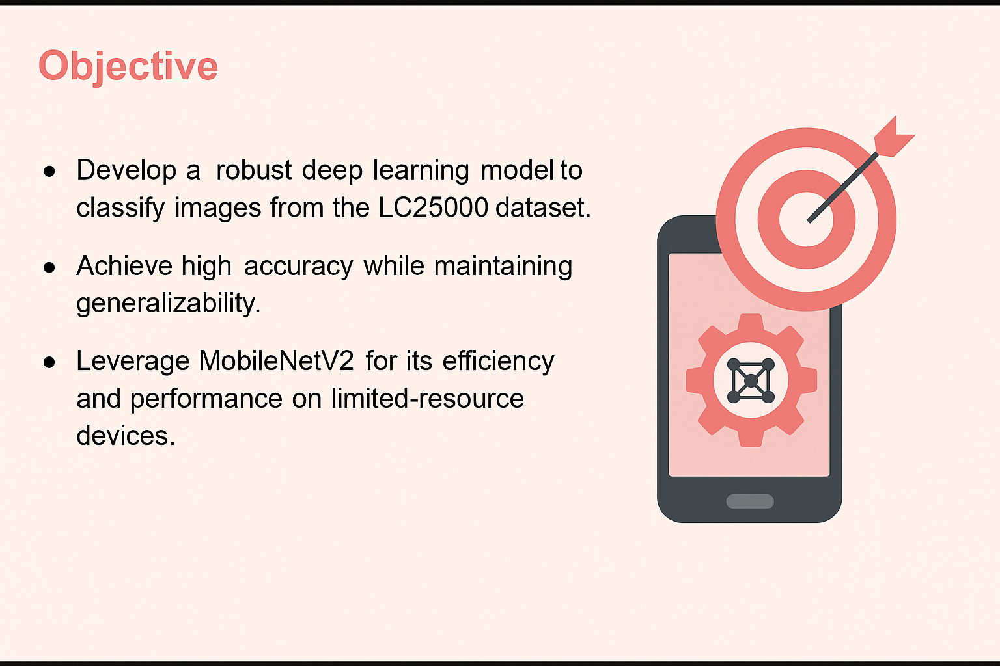 Objective
● Develop a robust deep learning model to
classify images from the LC25000 dataset.
● Achieve high accuracy while maintaining
generalizability.
● Leverage MobileNetV2 for its efficiency
and performance on limited-resource
devices.